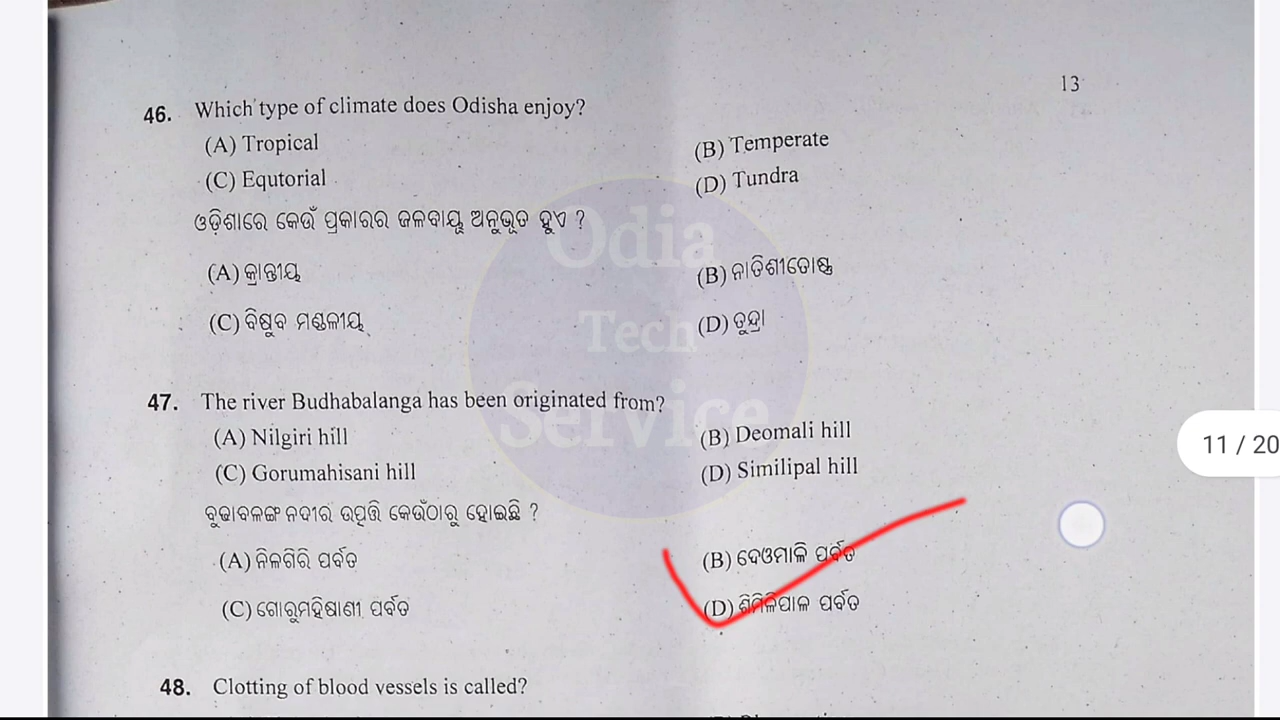 13
46. Which type of climate does Odisha enjoy?
(A) Tropical (B) Temperate
(C) Equtorial (D) Tundra
ଓଡ଼ିଶାରେ କେଉଁ ପ୍ରକାରର ଜଳବାୟୂ ଅନୁଭୂତ ହୁଏ ?
(A) କ୍ରାନ୍ତୀୟ (B) ନାତିଶୀତୋଷ୍ଣ
(C) ବିଷୁବ ମଣ୍ଡଳୀୟ (D) ତୁନ୍ଦ୍ରା
47. The river Budhabalanga has been originated from?
(A) Nilgiri hill (B) Deomali hill
(C) Gorumahisani hill (D) Similipal hill
ବୁଢାବଳଙ୍ଗ ନଦୀର ଉତ୍ପତ୍ତି କେଉଁଠାରୁ ହୋଇଛି ?
(A) ନିଳଗିରି ପର୍ବତ (B) ଦେଓମାଳି ପର୍ବତ
(C) ଗୋରୁମହିଷାଣୀ ପର୍ବତ (D) ଶିମିଳିପାଳ ପର୍ବତ
48. Clotting of blood vessels is called?
Odia
Tech
Service
11 / 20